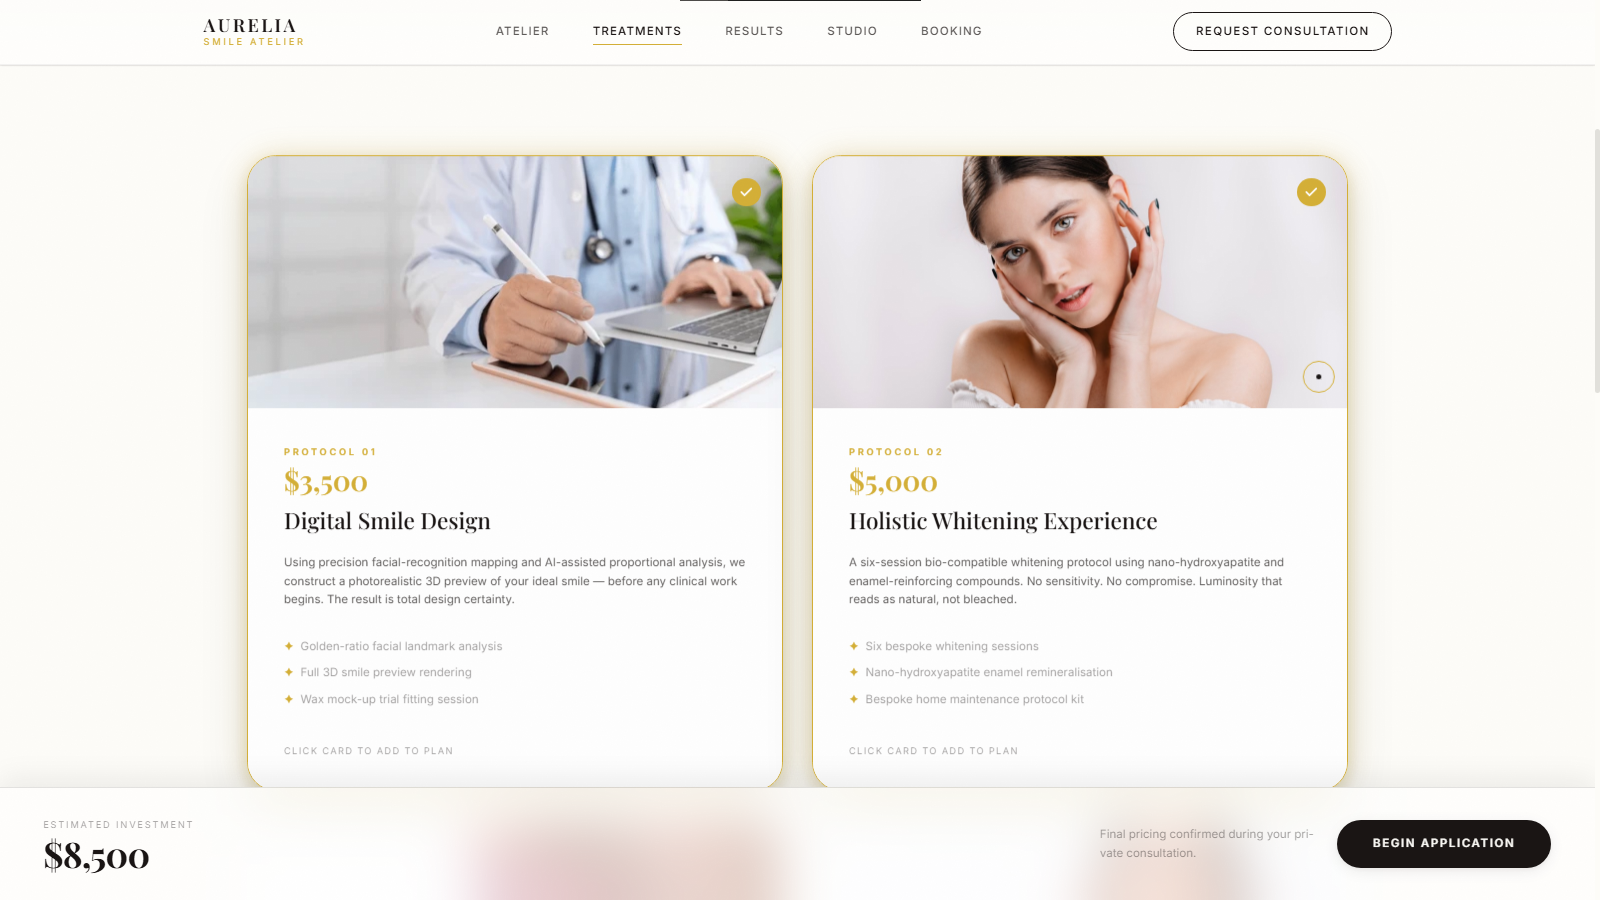 AURELIA
SMILE ATELIER
ATELIER
TREATMENTS
RESULTS
STUDIO
BOOKING
REQUEST CONSULTATION
PROTOCOL 01
$3,500
Digital Smile Design
Using precision facial-recognition mapping and AI-assisted proportional analysis, we
construct a photorealistic 3D preview of your ideal smile — before any clinical work
begins. The result is total design certainty.
✦ Golden-ratio facial landmark analysis
✦ Full 3D smile preview rendering
✦ Wax mock-up trial fitting session
CLICK CARD TO ADD TO PLAN
PROTOCOL 02
$5,000
Holistic Whitening Experience
A six-session bio-compatible whitening protocol using nano-hydroxyapatite and
enamel-reinforcing compounds. No sensitivity. No compromise. Luminosity that
reads as natural, not bleached.
✦ Six bespoke whitening sessions
✦ Nano-hydroxyapatite enamel remineralisation
✦ Bespoke home maintenance protocol kit
CLICK CARD TO ADD TO PLAN
ESTIMATED INVESTMENT
$8,500
Final pricing confirmed during your pri-
vate consultation.
BEGIN APPLICATION